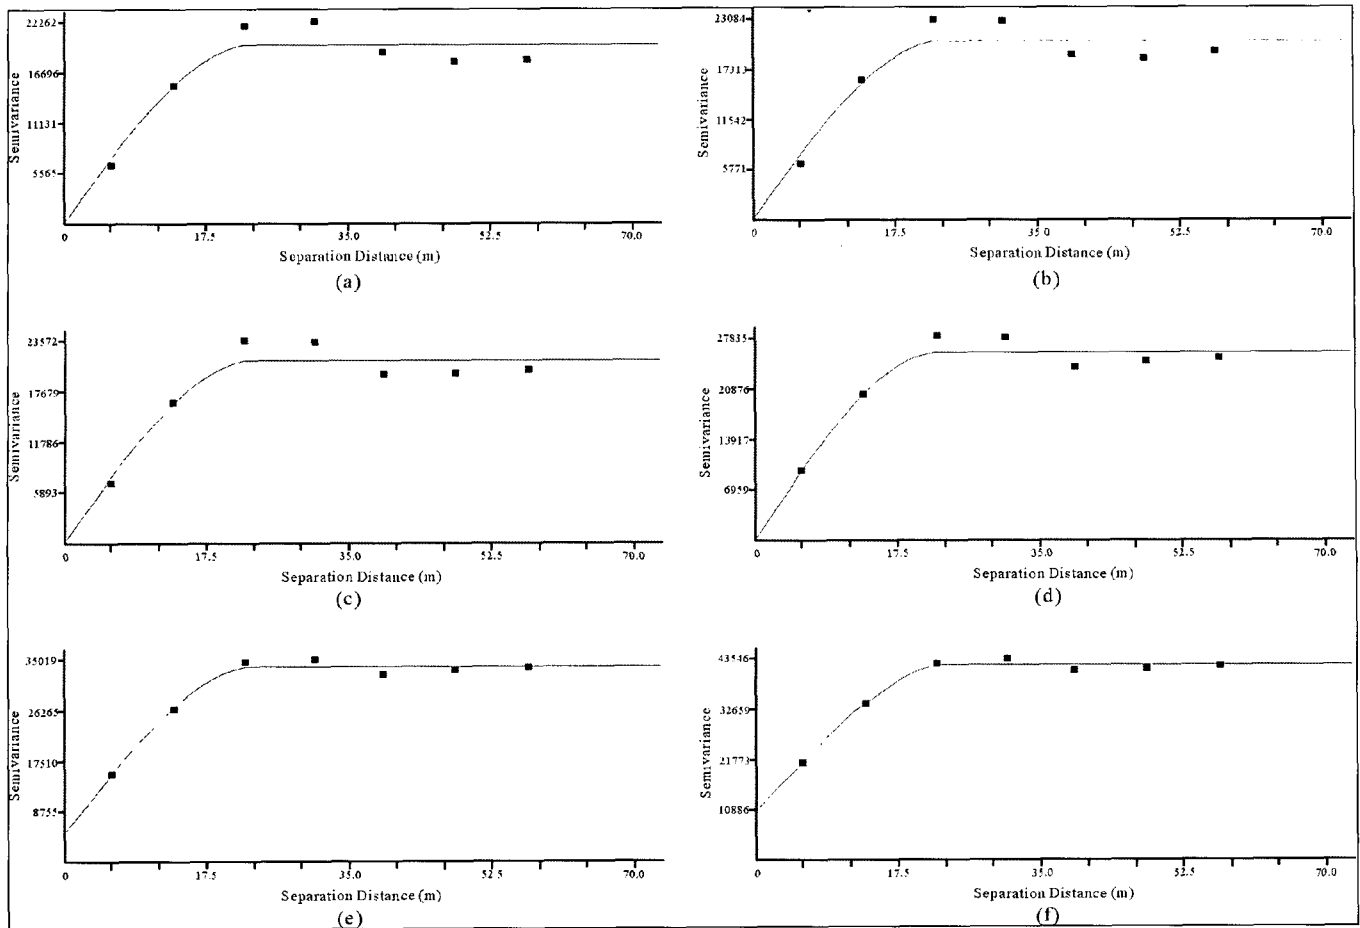 22262
16696
11131
5565
Semivariance
0 17.5 35.0 52.5 70.0
Separation Distance (m)
(a)
23084
17313
11542
5771
Semivariance
0 17.5 35.0 52.5 70.0
Separation Distance (m)
(b)
23572
17679
11786
5893
Semivariance
0 17.5 35.0 52.5 70.0
Separation Distance (m)
(c)
27835
20876
13917
6959
Semivariance
0 17.5 35.0 52.5 70.0
Separation Distance (m)
(d)
35019
26265
17510
8755
Semivariance
0 17.5 35.0 52.5 70.0
Separation Distance (m)
(e)
43546
32659
21773
10886
Semivariance
0 17.5 35.0 52.5 70.0
Separation Distance (m)
(f)